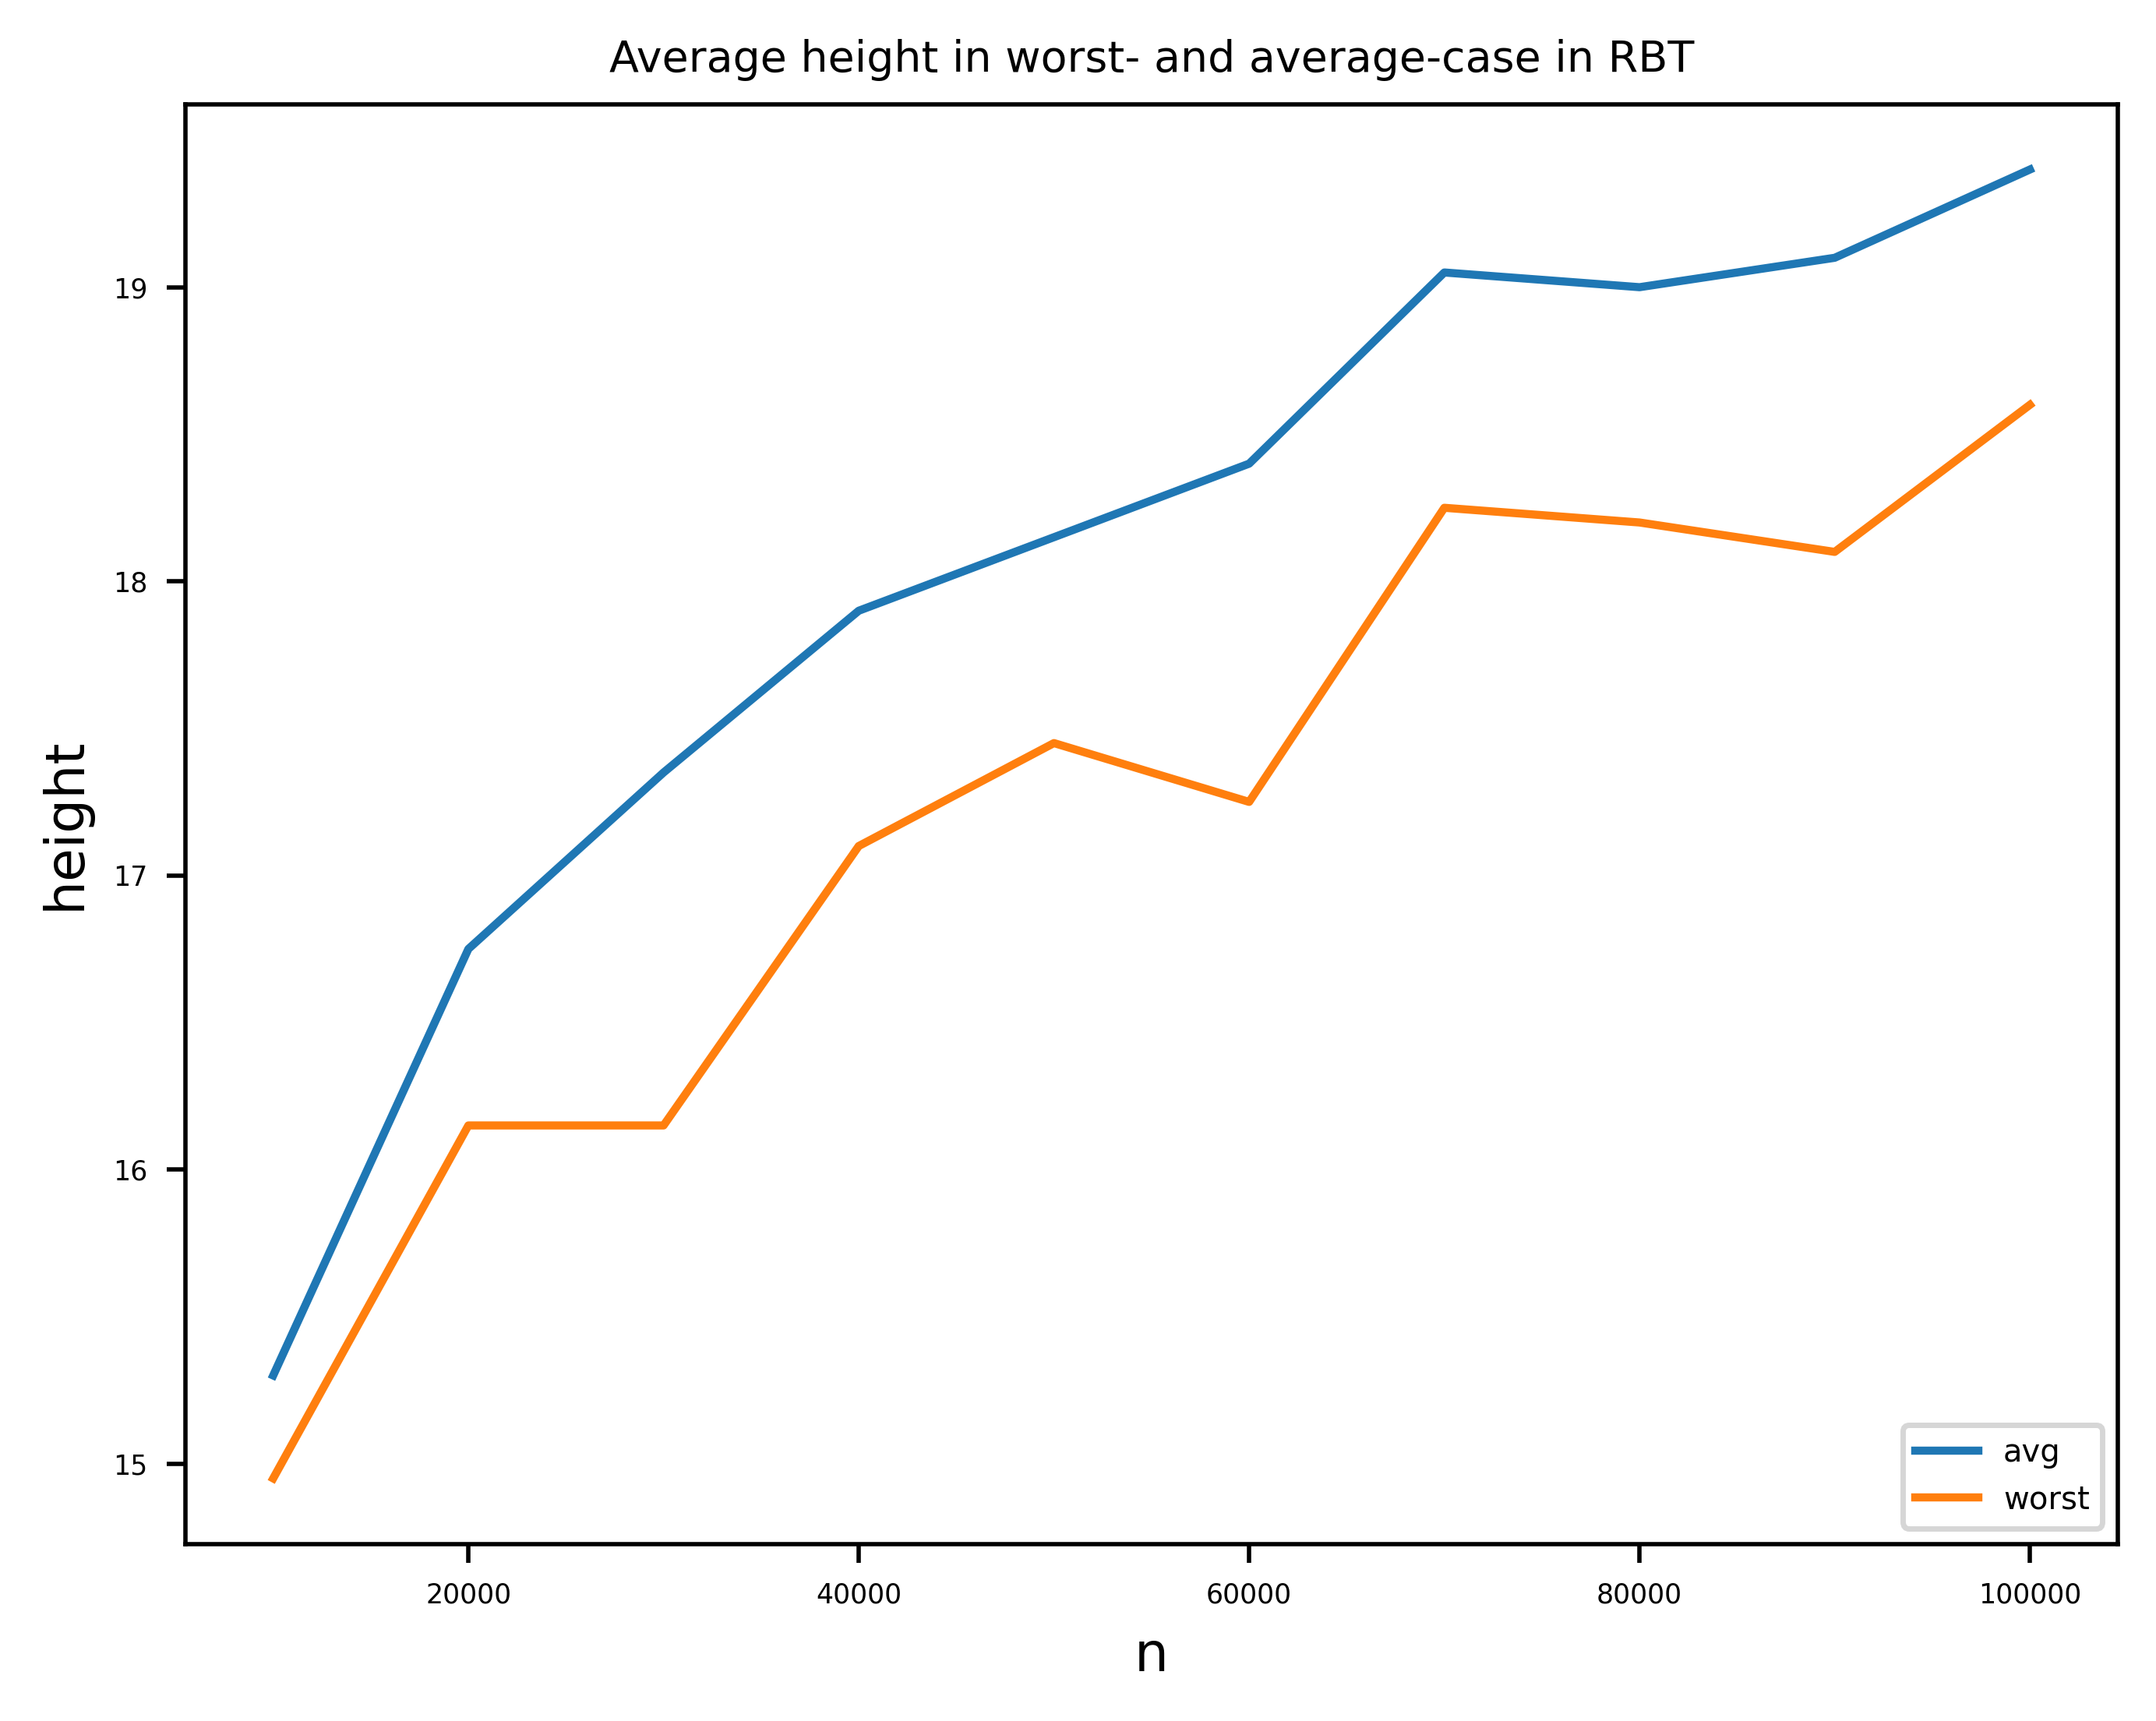 Average height in worst- and average-case in RBT
height
19
18
17
16
15
avg
worst
20000 40000 60000 80000 100000
n